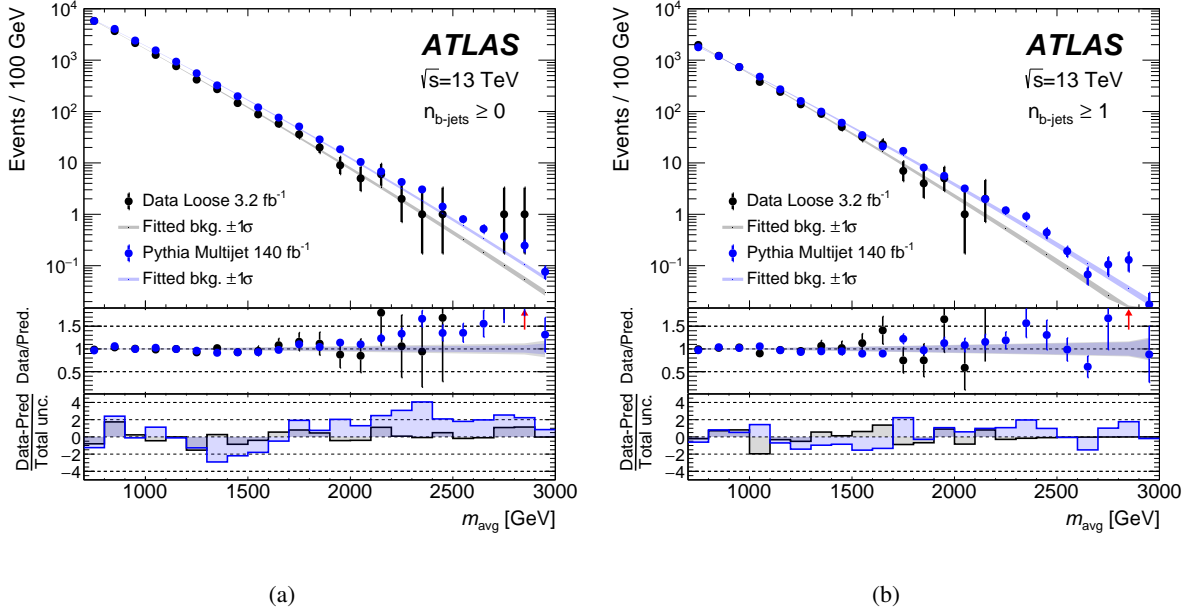 Events / 100 GeV
10⁴
10³
10²
10
1
10⁻¹
ATLAS
√s=13 TeV
n_b-jets ≥ 0
Data Loose 3.2 fb⁻¹
Fitted bkg. ±1σ
Pythia Multijet 140 fb⁻¹
Fitted bkg. ±1σ
Data/Pred.
1.5
1.0
0.5
Data-Pred
Total unc.
4
2
0
−2
−4
1000 1500 2000 2500 3000
m_avg [GeV]
(a)
Events / 100 GeV
10⁴
10³
10²
10
1
10⁻¹
ATLAS
√s=13 TeV
n_b-jets ≥ 1
Data Loose 3.2 fb⁻¹
Fitted bkg. ±1σ
Pythia Multijet 140 fb⁻¹
Fitted bkg. ±1σ
Data/Pred.
1.5
1.0
0.5
Data-Pred
Total unc.
4
2
0
−2
−4
1000 1500 2000 2500 3000
m_avg [GeV]
(b)